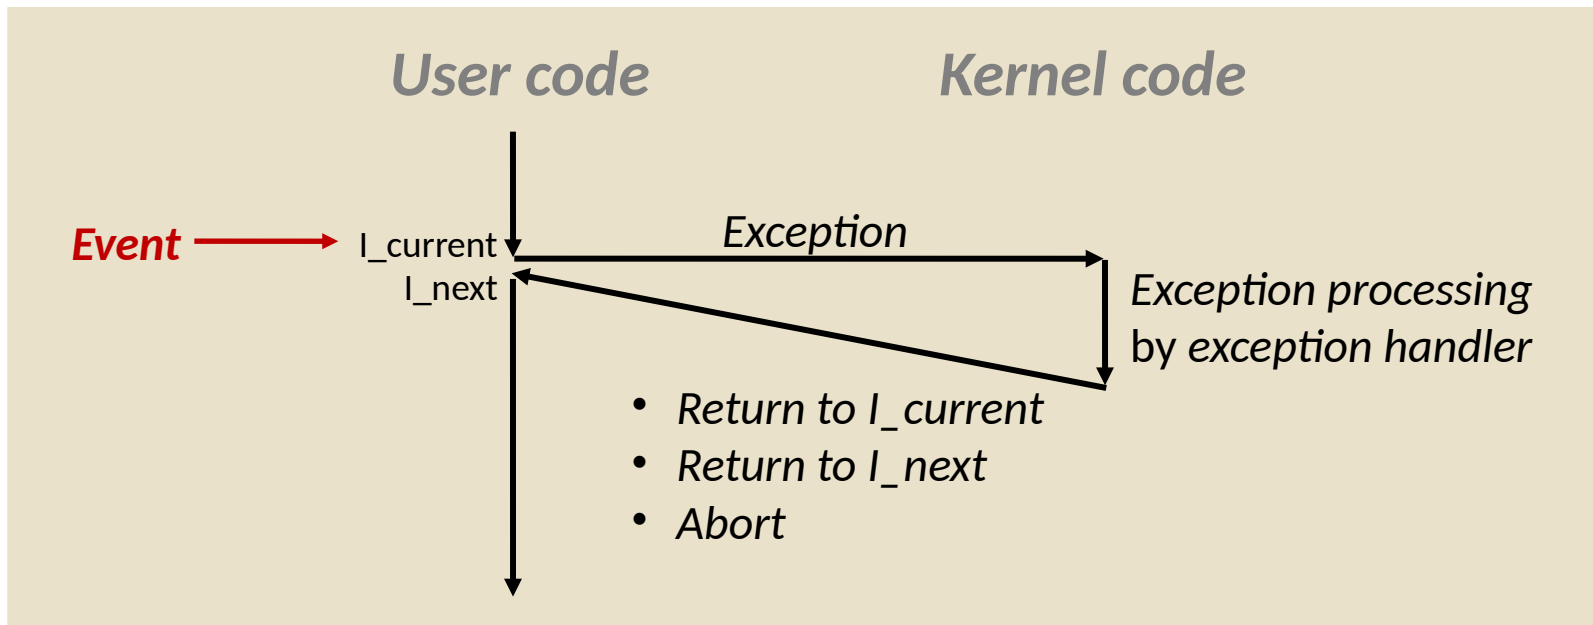 User code
Kernel code
Event
I_current
Exception
I_next
Exception processing
by exception handler
• Return to I_current
• Return to I_next
• Abort